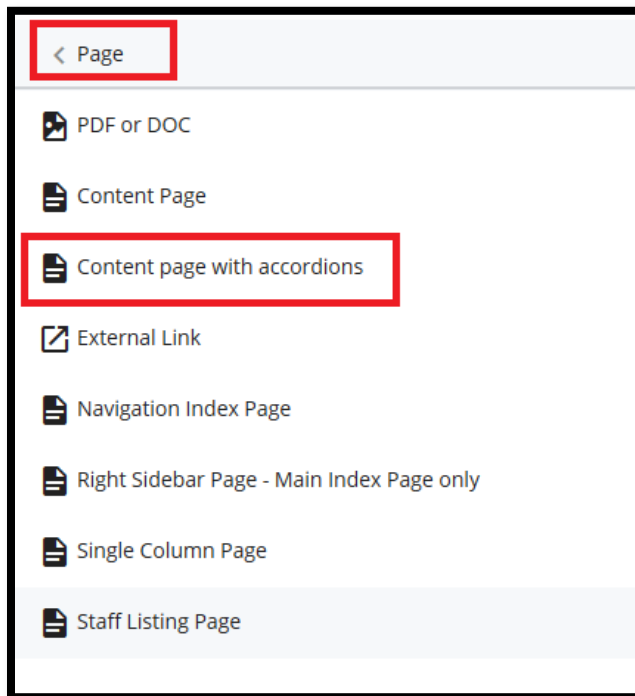 Page
PDF or DOC
Content Page
Content page with accordions
External Link
Navigation Index Page
Right Sidebar Page - Main Index Page only
Single Column Page
Staff Listing Page